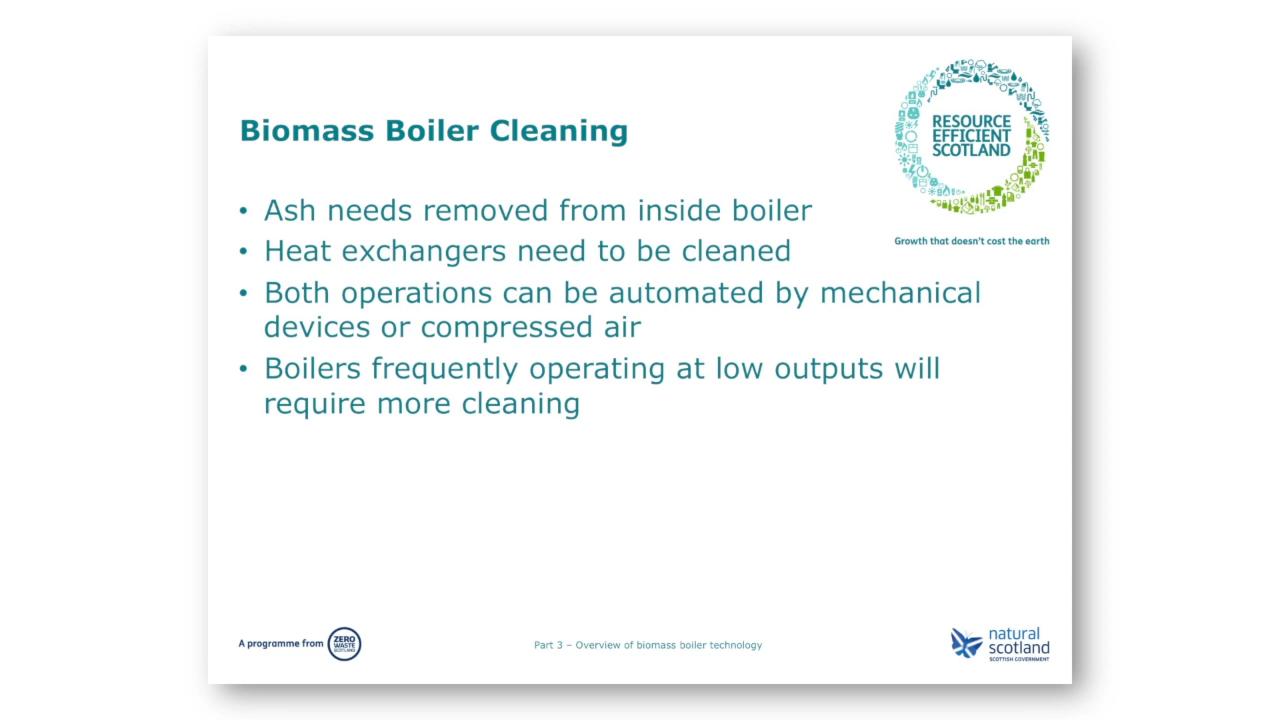 Biomass Boiler Cleaning
RESOURCE
EFFICIENT
SCOTLAND
Growth that doesn't cost the earth
• Ash needs removed from inside boiler
• Heat exchangers need to be cleaned
• Both operations can be automated by mechanical
devices or compressed air
• Boilers frequently operating at low outputs will
require more cleaning
A programme from
ZERO
WASTE
SCOTLAND
Part 3 – Overview of biomass boiler technology
natural
scotland
SCOTTISH GOVERNMENT